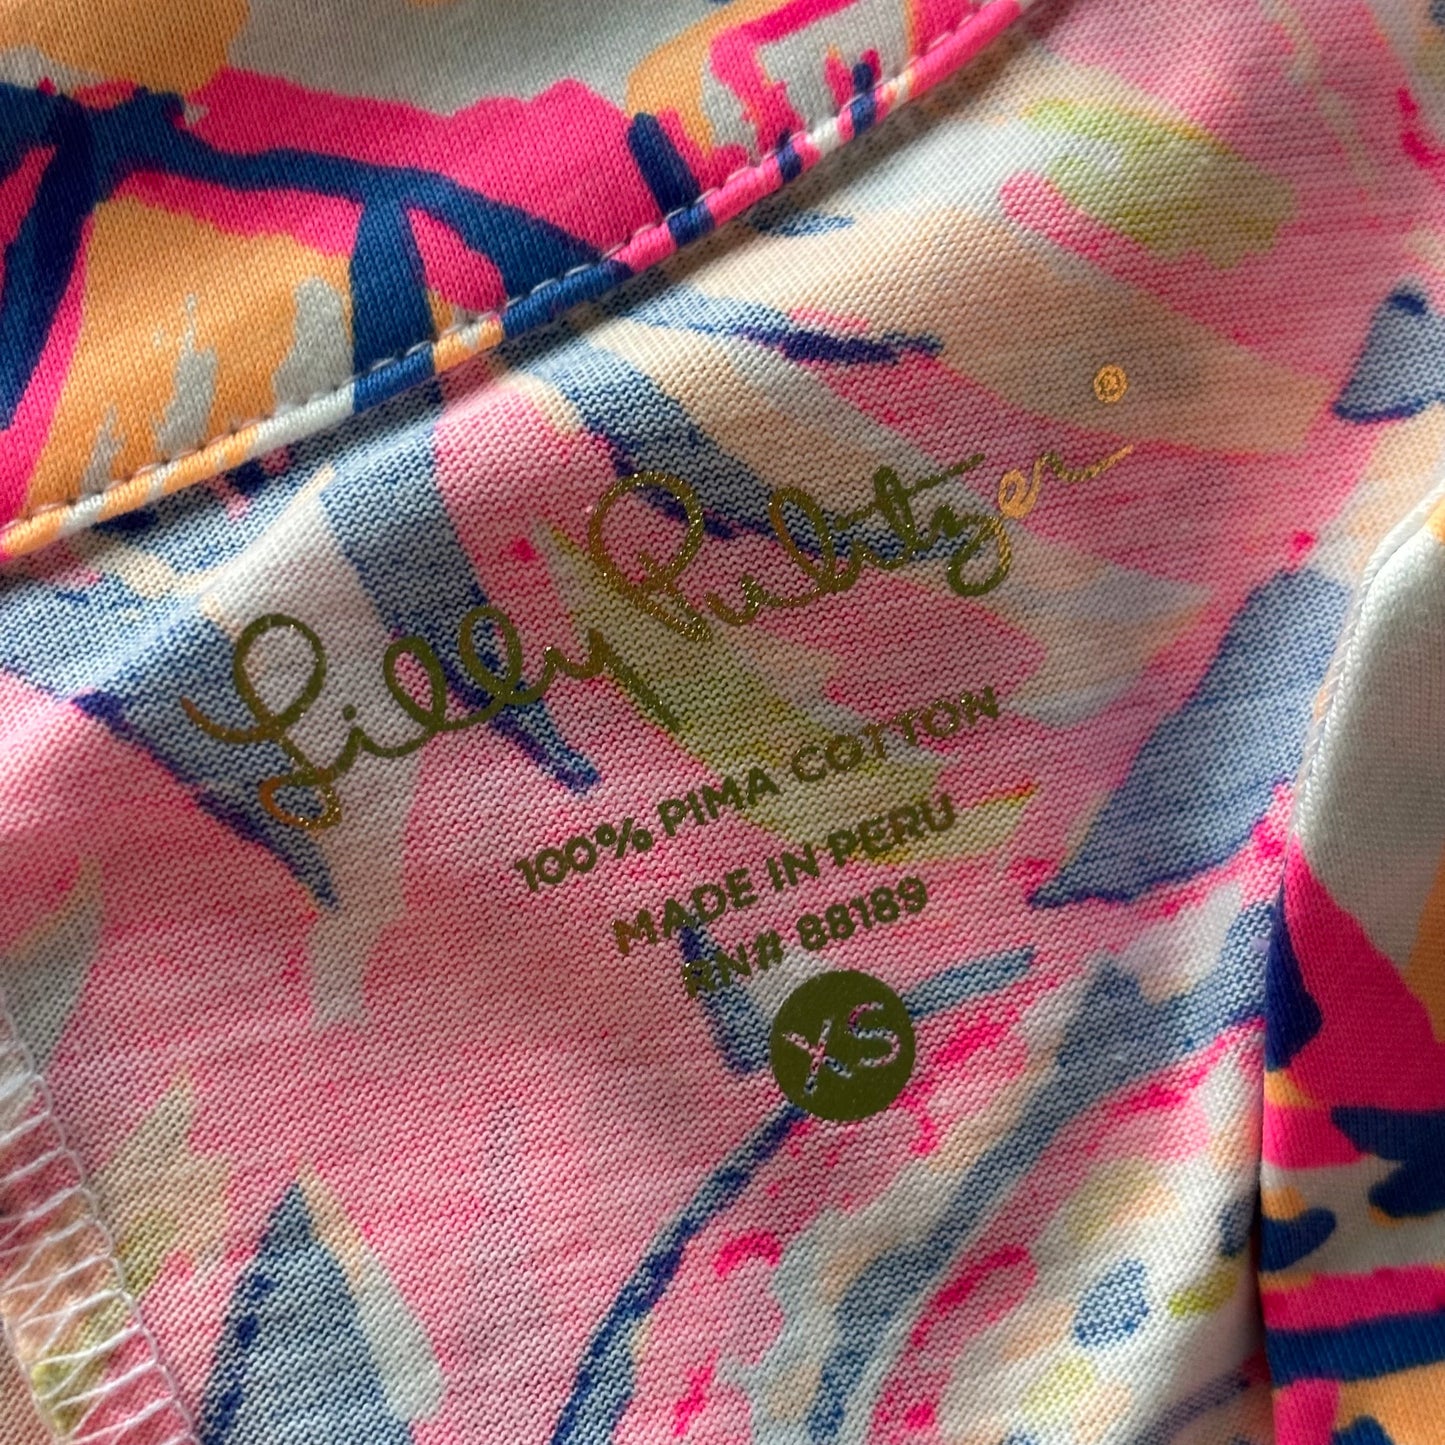 Lilly Pulitzer®
100% PIMA COTTON
MADE IN PERU
RN# 88189
XS